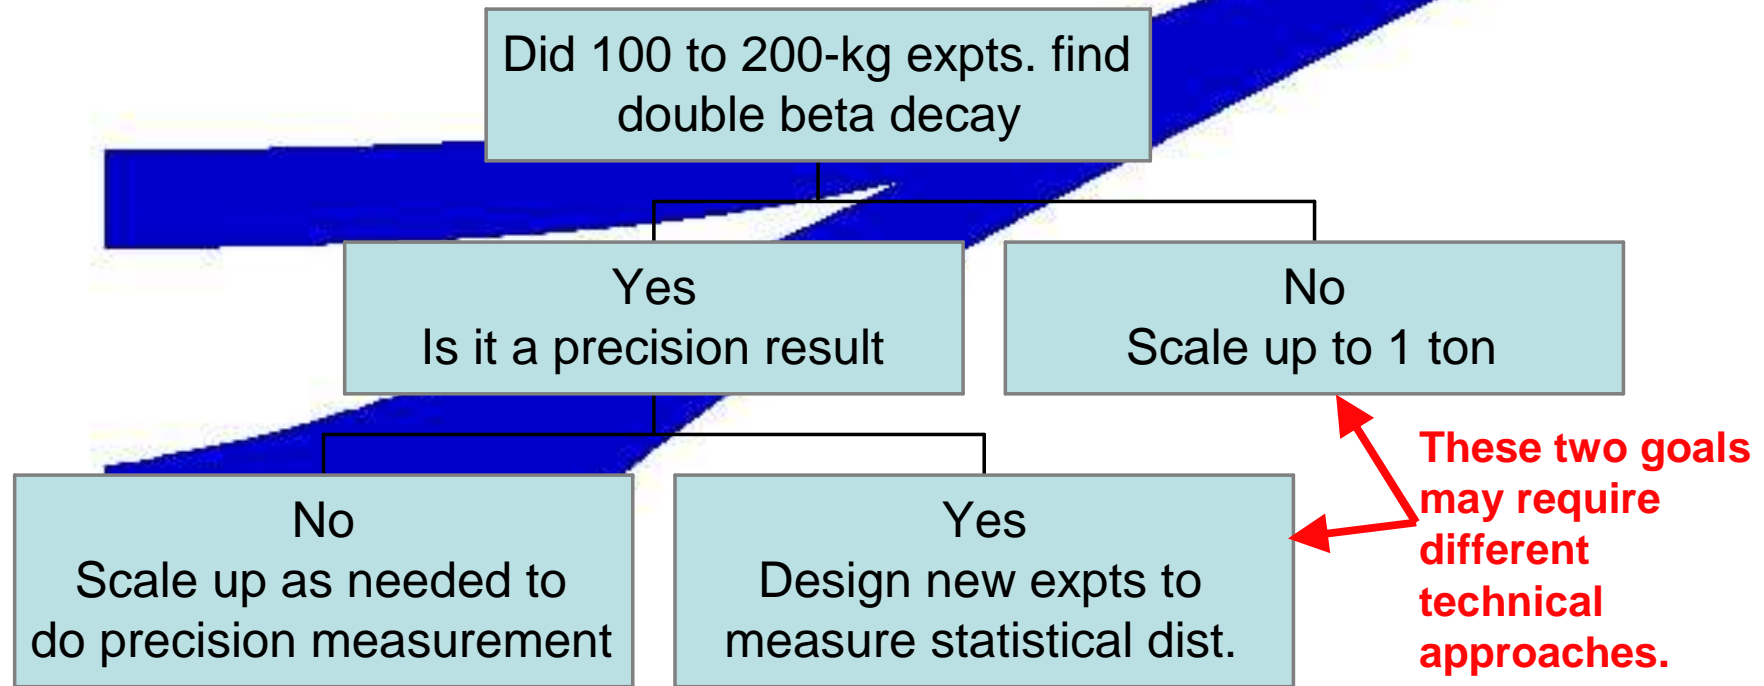 Did 100 to 200-kg expts. find
double beta decay
Yes
Is it a precision result
No
Scale up to 1 ton
No
Scale up as needed to
do precision measurement
Yes
Design new expts to
measure statistical dist.
These two goals
may require
different
technical
approaches.